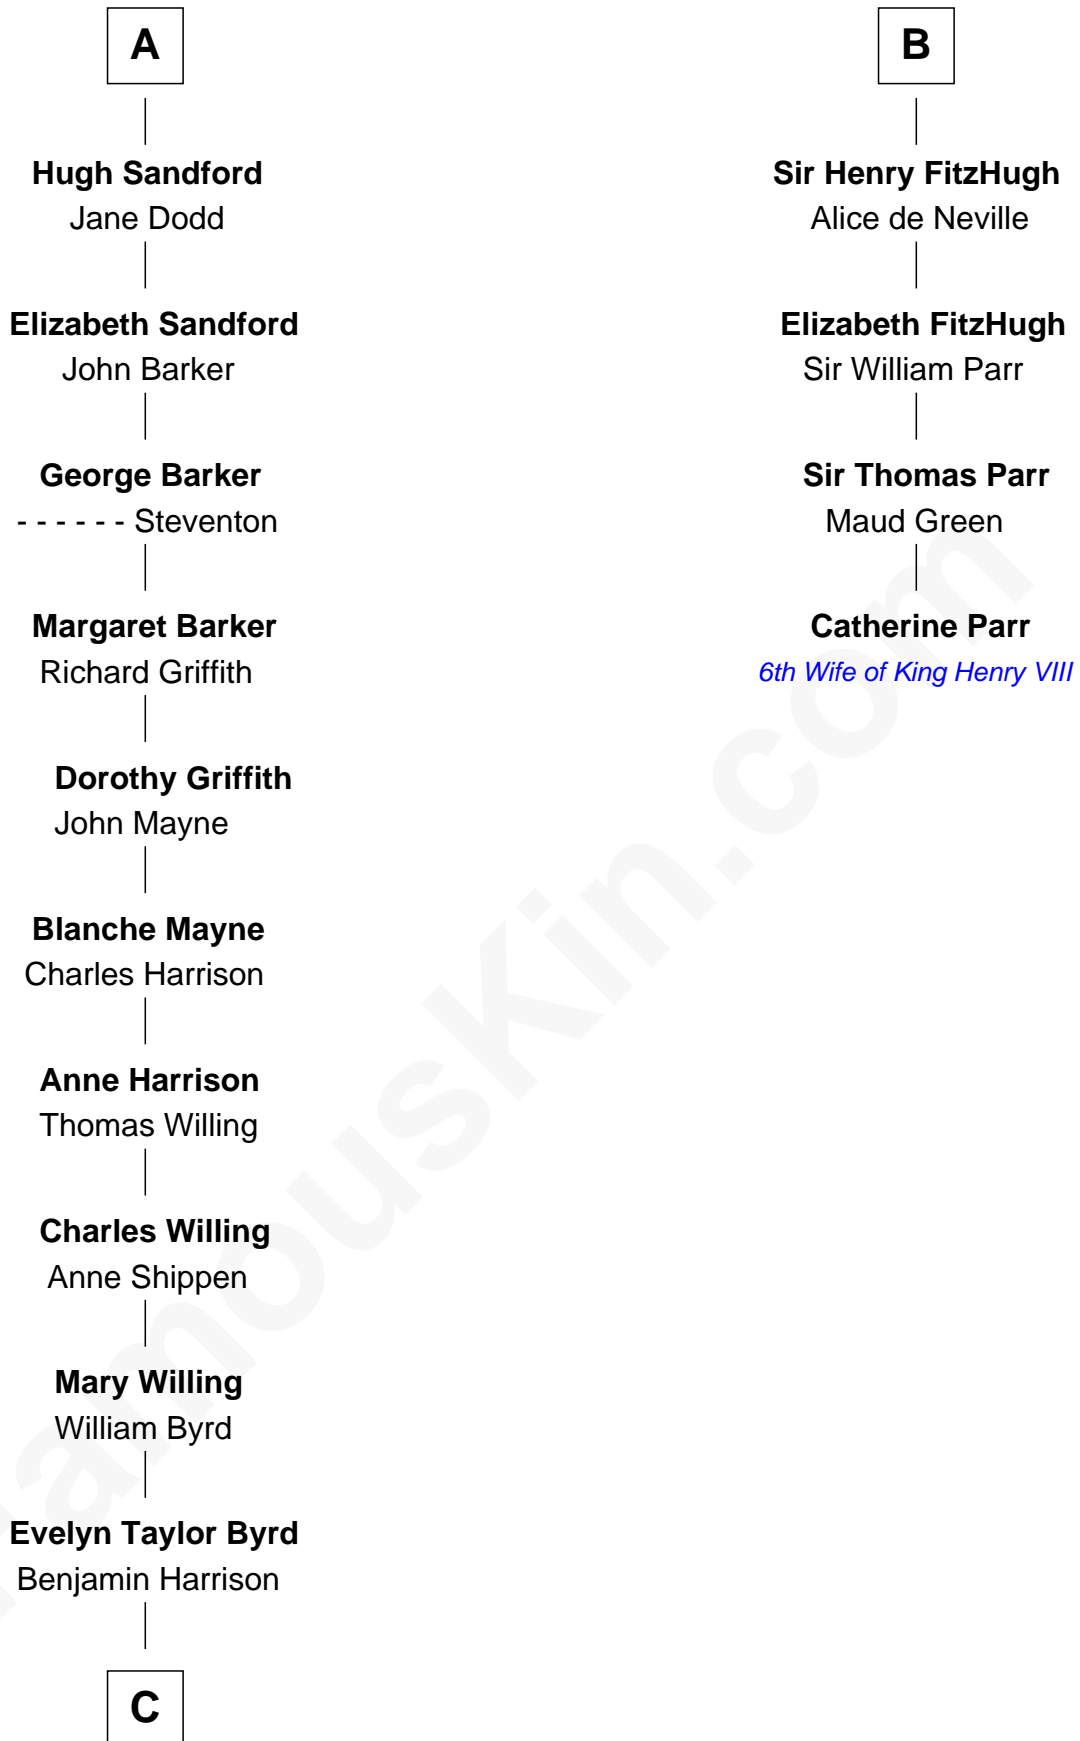 A
Hugh Sandford
Jane Dodd
Elizabeth Sandford
John Barker
George Barker
- - - - - - Steventon
Margaret Barker
Richard Griffith
Dorothy Griffith
John Mayne
Blanche Mayne
Charles Harrison
Anne Harrison
Thomas Willing
Charles Willing
Anne Shippen
Mary Willing
William Byrd
Evelyn Taylor Byrd
Benjamin Harrison
C
B
Sir Henry FitzHugh
Alice de Neville
Elizabeth FitzHugh
Sir William Parr
Sir Thomas Parr
Maud Green
Catherine Parr
6th Wife of King Henry VIII
FamousKin.com